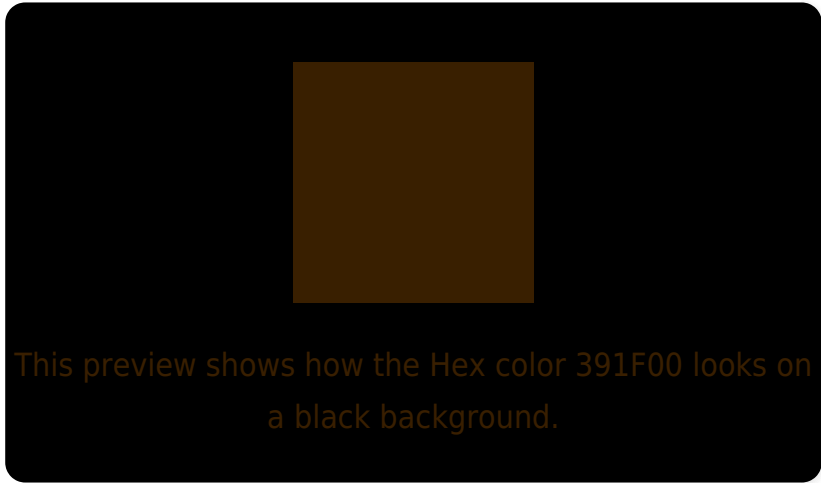 This preview shows how the Hex color 391F00 looks on
a black background.